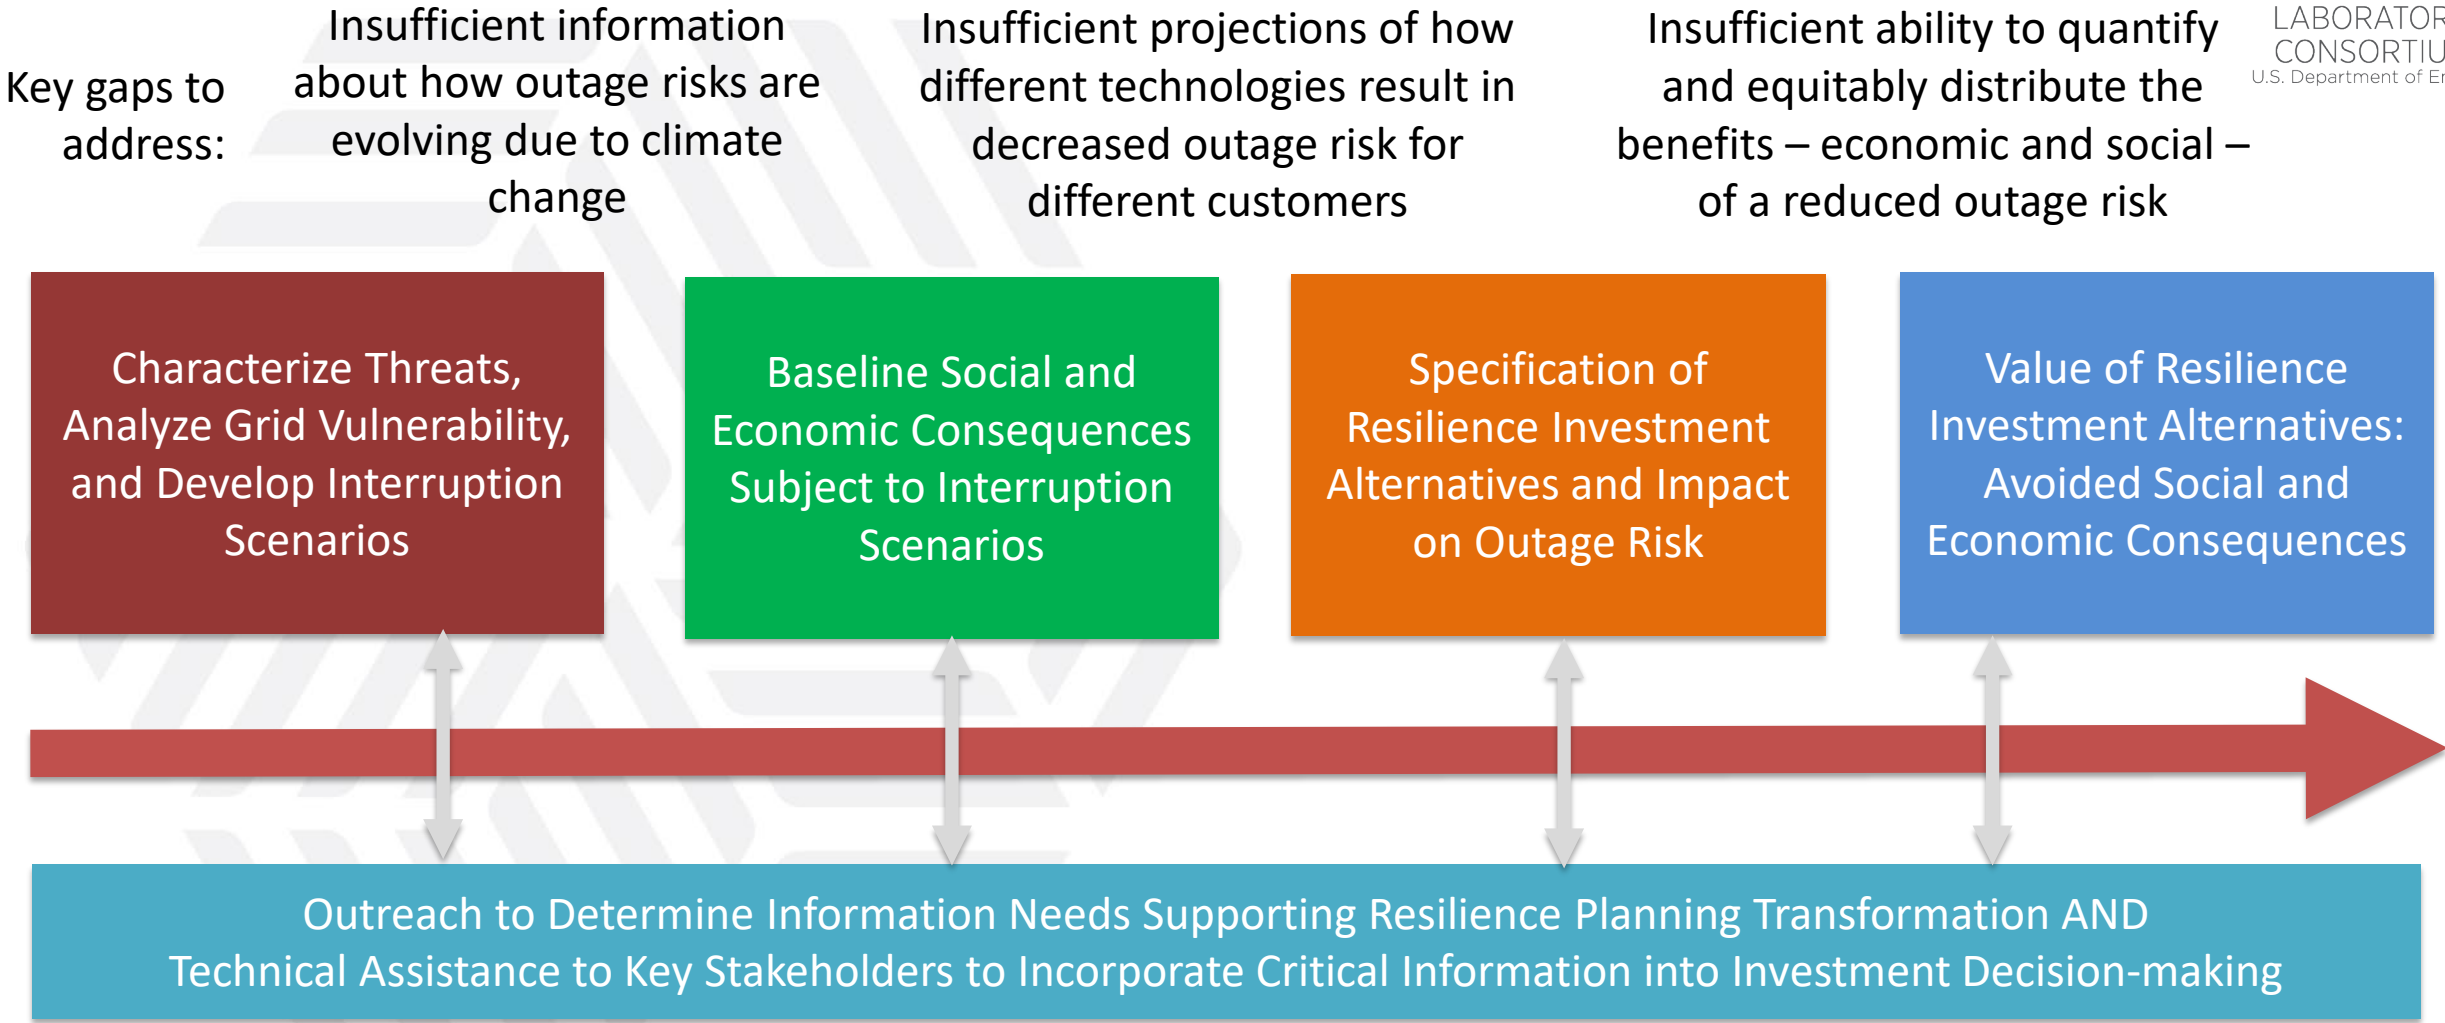 Key gaps to
address:
Insufficient information
about how outage risks are
evolving due to climate
change
Insufficient projections of how
different technologies result in
decreased outage risk for
different customers
Insufficient ability to quantify
and equitably distribute the
benefits – economic and social –
of a reduced outage risk
U.S. Department of
Characterize Threats,
Analyze Grid Vulnerability,
and Develop Interruption
Scenarios
Baseline Social and
Economic Consequences
Subject to Interruption
Scenarios
Specification of
Resilience Investment
Alternatives and Impact
on Outage Risk
Value of Resilience
Investment Alternatives:
Avoided Social and
Economic Consequences
Outreach to Determine Information Needs Supporting Resilience Planning Transformation AND
Technical Assistance to Key Stakeholders to Incorporate Critical Information into Investment Decision-making